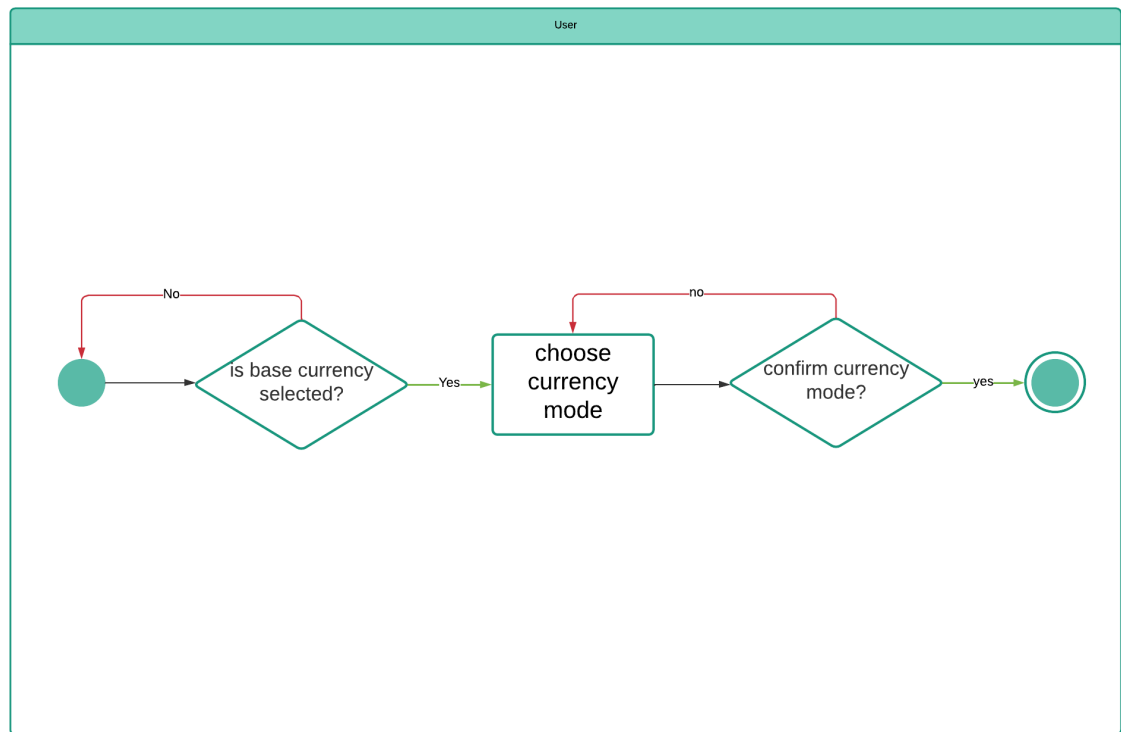 User
No
no
is base currency
selected?
Yes
choose
currency
mode
confirm currency
mode?
yes